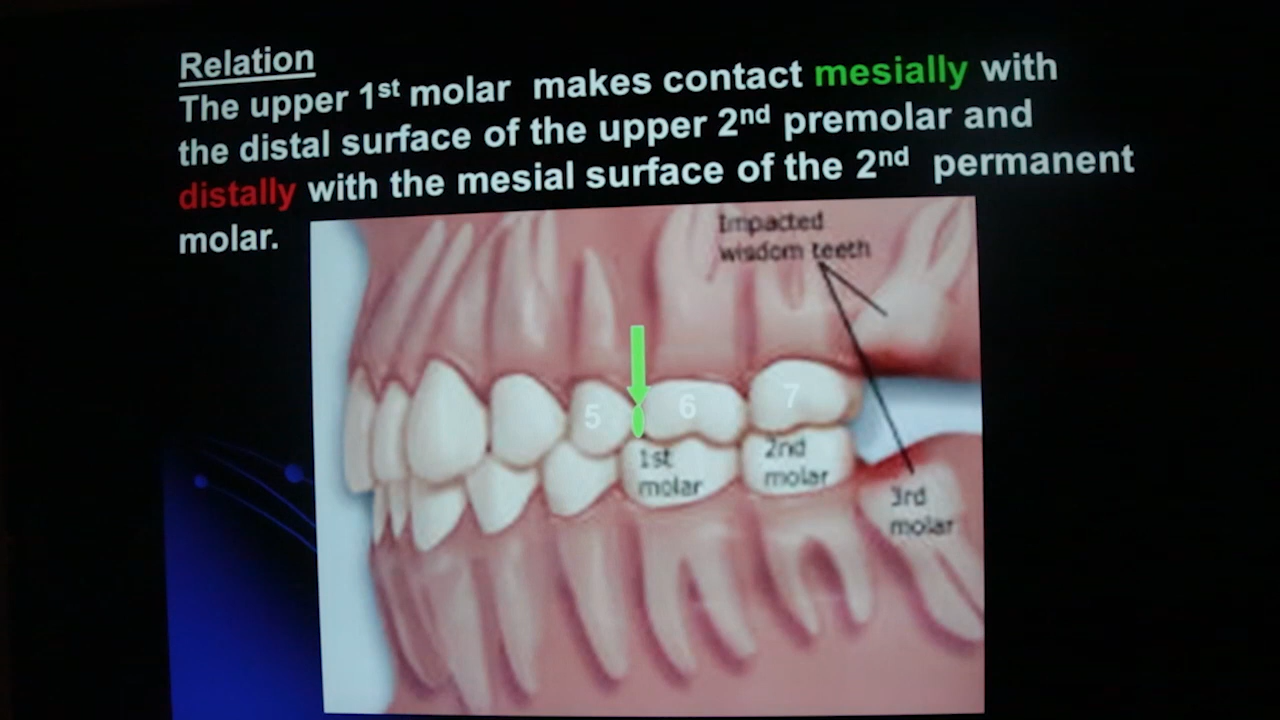 Relation
The upper 1st molar makes contact mesially with
the distal surface of the upper 2nd premolar and
distally with the mesial surface of the 2nd permanent
molar.
Impacted
wisdom teeth
5
6
7
1st
molar
2nd
molar
3rd
molar